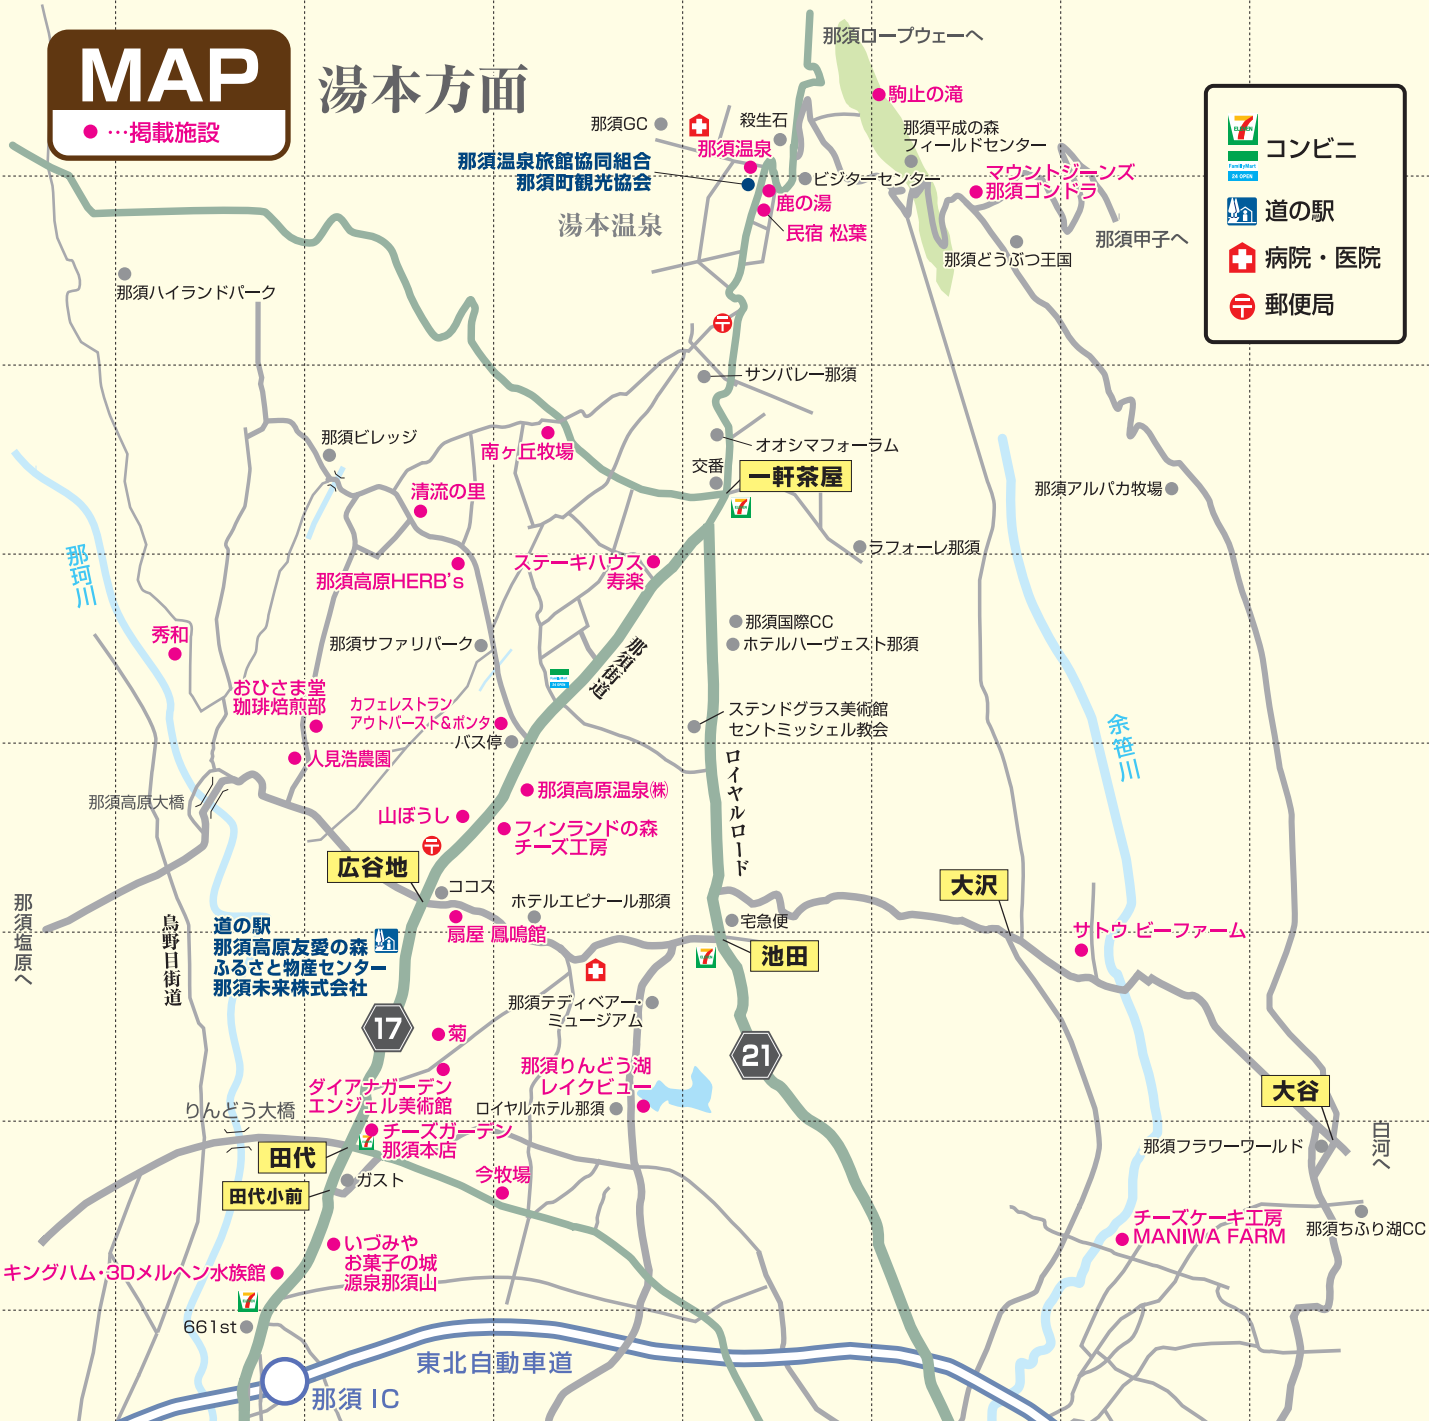 MAP
●…掲載施設
湯本方面
那須ロープウェーへ
7
ELEVEN
FamilyMart
24 OPEN
コンビニ
道の駅
病院・医院
郵便局
駒止の滝
那須GC
殺生石
那須平成の森
フィールドセンター
那須温泉
那須温泉旅館協同組合
那須町観光協会
ビジターセンター
マウントジーンズ
那須ゴンドラ
鹿の湯
湯本温泉
民宿 松葉
那須甲子へ
那須どうぶつ王国
那須ハイランドパーク
サンバレー那須
那須ビレッジ
南ヶ丘牧場
オオシマフォーラム
交番
一軒茶屋
清流の里
那須アルパカ牧場
7
ラフォーレ那須
那珂川
ステーキハウス
寿楽
那須高原HERB's
那須国際CC
秀和
那須サファリパーク
ホテルハーヴェスト那須
那須街道
おひさま堂
珈琲焙煎部
カフェレストラン
アウトバースト&ポンタ
ステンドグラス美術館
セントミッシェル教会
バス停
余笹川
人見浩農園
ロイヤルロード
那須高原温泉㈱
那須高原大橋
山ぼうし
フィンランドの森
チーズ工房
広谷地
ココス
大沢
那須塩原へ
ホテルエピナール那須
扇屋 鳳鳴館
宅急便
鳥野目街道
道の駅
那須高原友愛の森
ふるさと物産センター
那須未来株式会社
サトウ ビーファーム
7
池田
那須テディベアー・
ミュージアム
17
菊
21
那須りんどう湖
レイクビュー
ダイアナガーデン
エンジェル美術館
ロイヤルホテル那須
大谷
りんどう大橋
チーズガーデン
那須本店
7
白河へ
那須フラワーワールド
田代
ガスト
今牧場
田代小前
チーズケーキ工房
MANIWA FARM
那須ちふり湖CC
いづみや
お菓子の城
源泉那須山
キングハム・3Dメルヘン水族館
7
661st
東北自動車道
那須 IC